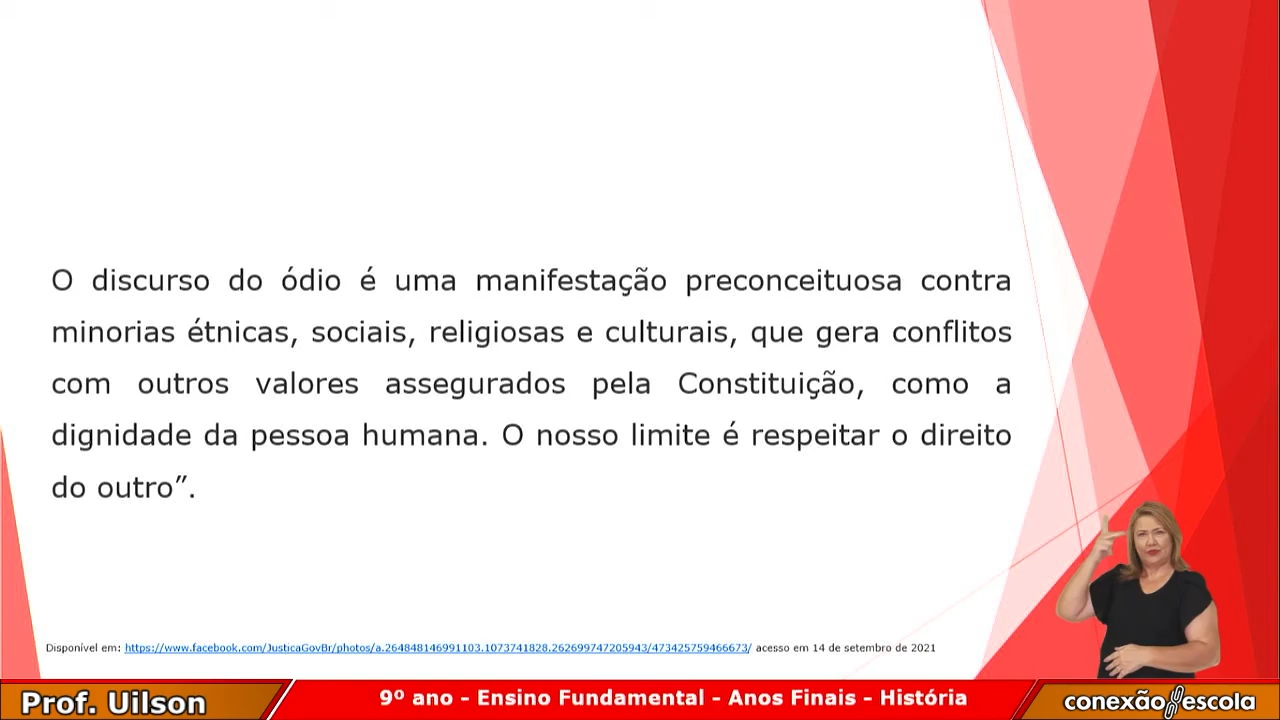 O discurso do ódio é uma manifestação preconceituosa contra
minorias étnicas, sociais, religiosas e culturais, que gera conflitos
com outros valores assegurados pela Constituição, como a
dignidade da pessoa humana. O nosso limite é respeitar o direito
do outro”.
Disponível em: https://www.facebook.com/JusticaGovBr/photos/a.264848146991103.1073741828.262699747205943/473425759466673/ acesso em 14 de setembro de 2021
Prof. Uilson
9º ano – Ensino Fundamental – Anos Finais – História
conexão escola